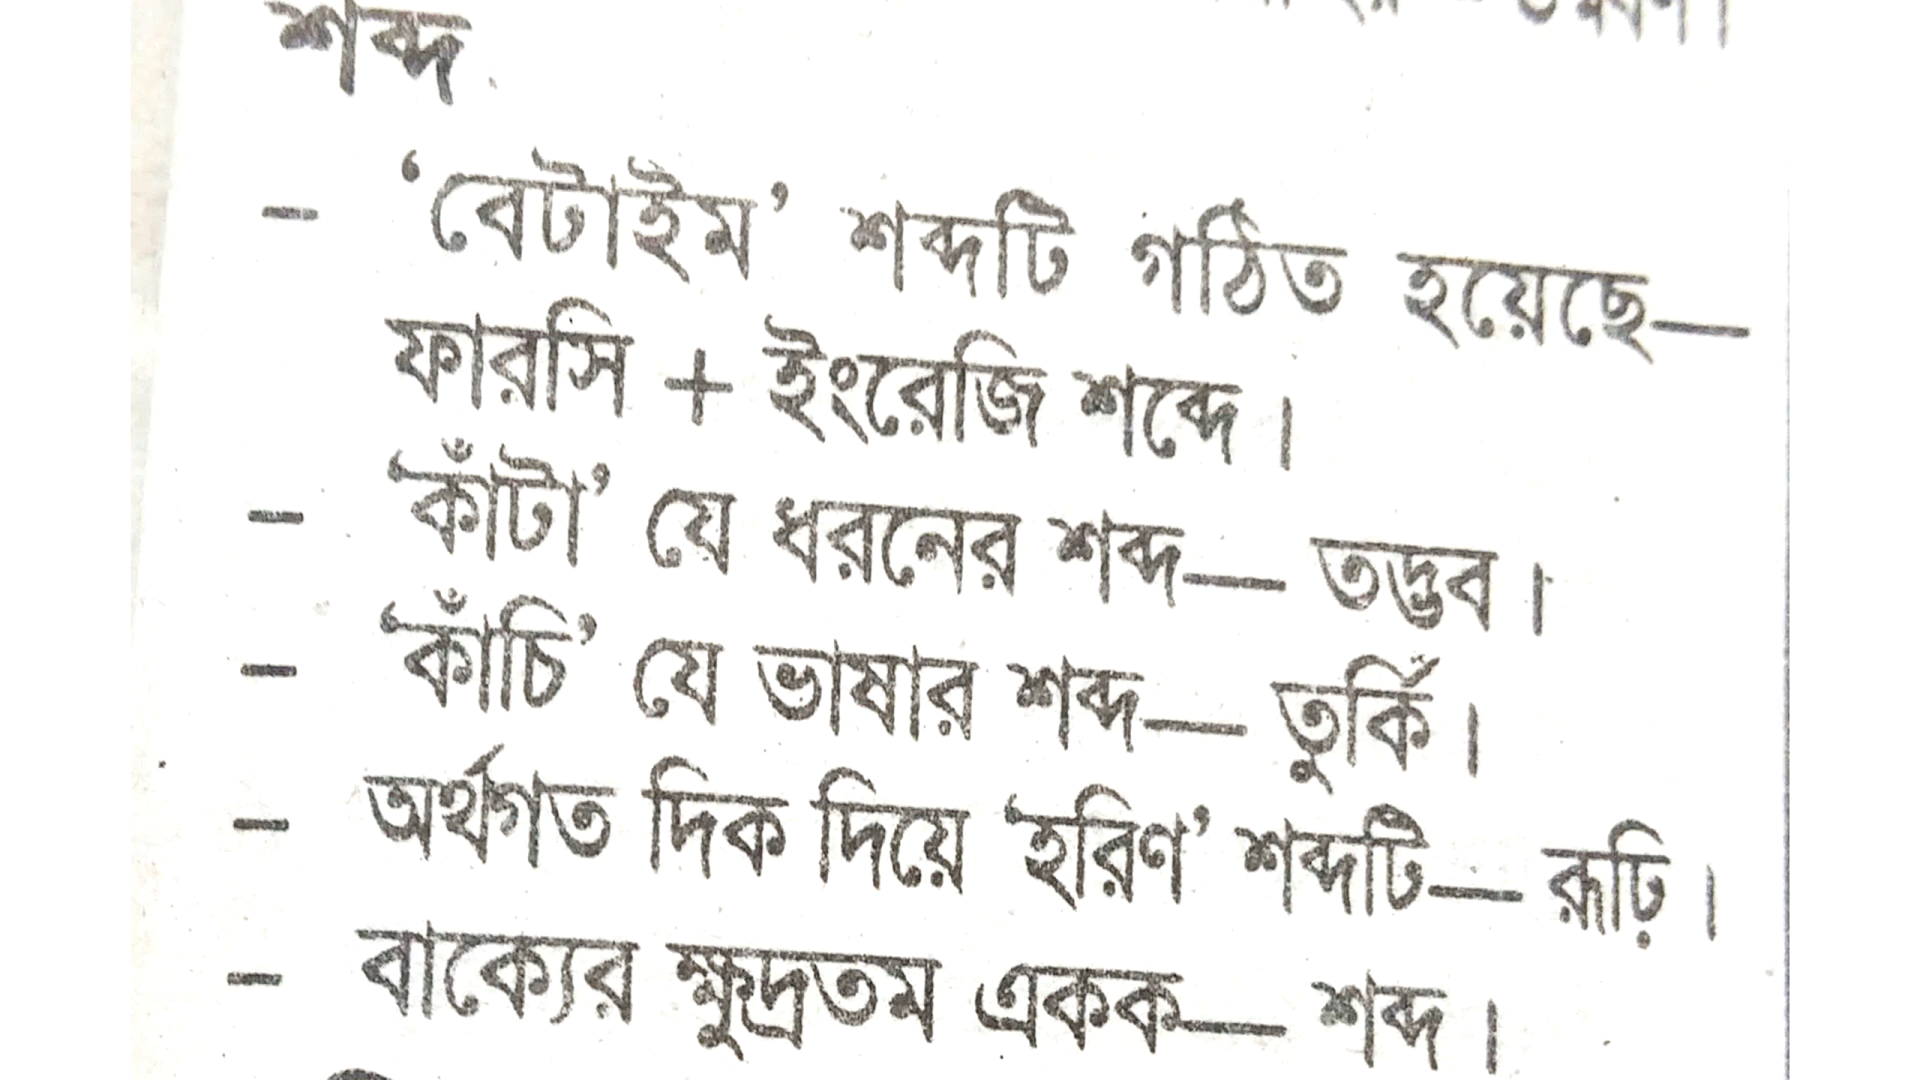 শব্দ
– ‘বেটাইম’ শব্দটি গঠিত হয়েছে—
ফারসি + ইংরেজি শব্দে।
– ‘কাঁটা’ যে ধরনের শব্দ— তদ্ভব।
– ‘কাঁচি’ যে ভাষার শব্দ— তুর্কি।
– অর্থগত দিক দিয়ে ‘হরিণ’ শব্দটি— রূঢ়ি।
– বাক্যের ক্ষুদ্রতম একক— শব্দ।